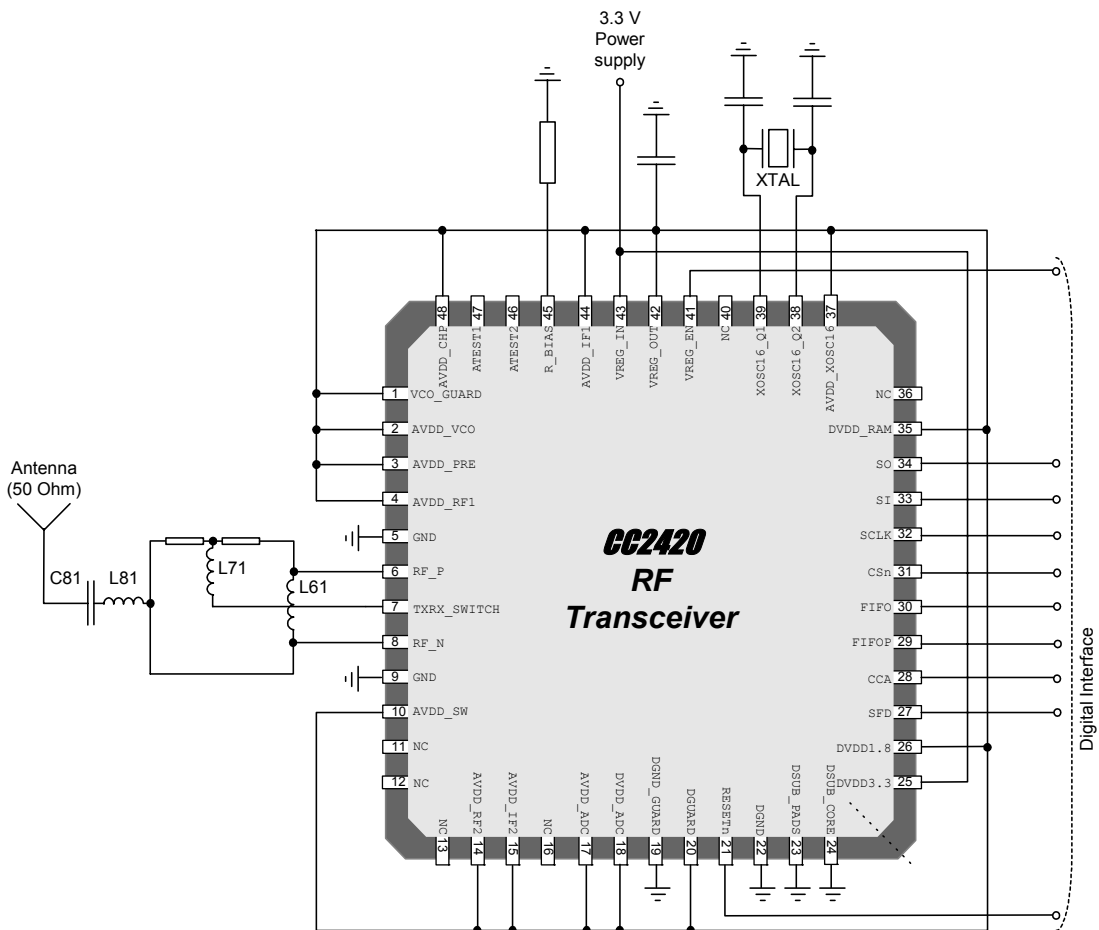 3.3 V
Power
supply
XTAL
48
47
46
45
44
43
42
41
40
39
38
37
AVDD_CHP
ATEST1
ATEST2
R_BIAS
AVDD_IF1
VREG_IN
VREG_OUT
VREG_EN
NC
XOSC16_Q1
XOSC16_Q2
AVDD_XOSC16
1 VCO_GUARD
2 AVDD_VCO
3 AVDD_PRE
4 AVDD_RF1
5 GND
6 RF_P
7 TXRX_SWITCH
8 RF_N
9 GND
10 AVDD_SW
11 NC
12 NC
Antenna
(50 Ohm)
C81
L81
L71
L61
CC2420
RF
Transceiver
NC 36
DVDD_RAM 35
SO 34
SI 33
SCLK 32
CSn 31
FIFO 30
FIFOP 29
CCA 28
SFD 27
DVDD1.8 26
DVDD3.3 25
Digital Interface
NC
AVDD_RF2
AVDD_IF2
NC
AVDD_ADC
DVDD_ADC
DGND_GUARD
DGUARD
RESETn
DGND
DSUB_PADS
DSUB_CORE
13
14
15
16
17
18
19
20
21
22
23
24